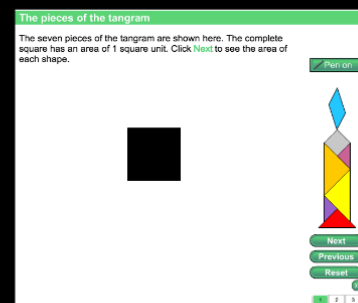 The pieces of the tangram
The seven pieces of the tangram are shown here. The complete
square has an area of 1 square unit. Click Next to see the area of
each shape.
Pen on
Next
Previous
Reset
1 2 3